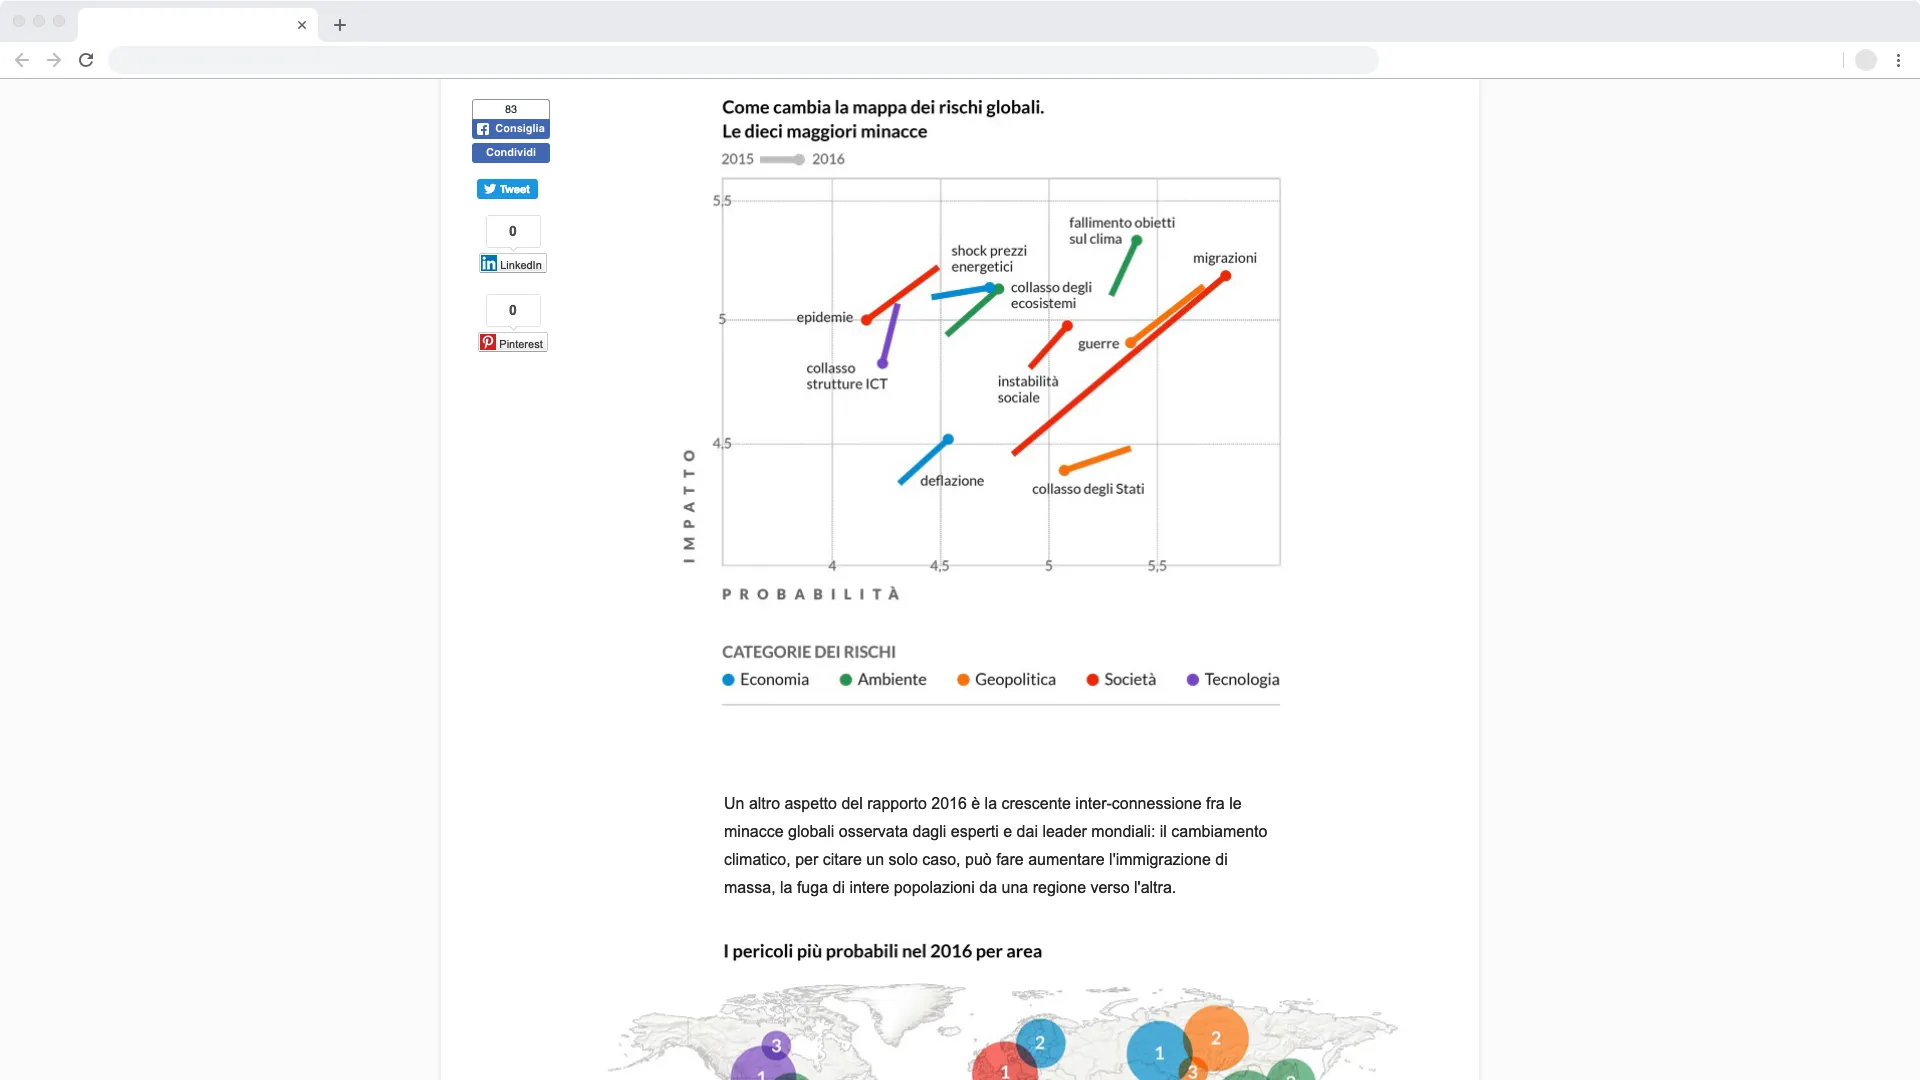 83
Consiglia
Condividi
Tweet
0
LinkedIn
0
Pinterest
Come cambia la mappa dei rischi globali.
Le dieci maggiori minacce
2015 2016
5,5
fallimento obietti
sul clima
shock prezzi
energetici
migrazioni
collasso degli
ecosistemi
epidemie
5
guerre
collasso
strutture ICT
instabilità
sociale
4,5
deflazione
collasso degli Stati
IMPATTO
4 4,5 5 5,5
PROBABILITÀ
CATEGORIE DEI RISCHI
Economia Ambiente Geopolitica Società Tecnologia
Un altro aspetto del rapporto 2016 è la crescente inter-connessione fra le
minacce globali osservata dagli esperti e dai leader mondiali: il cambiamento
climatico, per citare un solo caso, può fare aumentare l'immigrazione di
massa, la fuga di intere popolazioni da una regione verso l'altra.
I pericoli più probabili nel 2016 per area
3 2 1 2
1 1 3